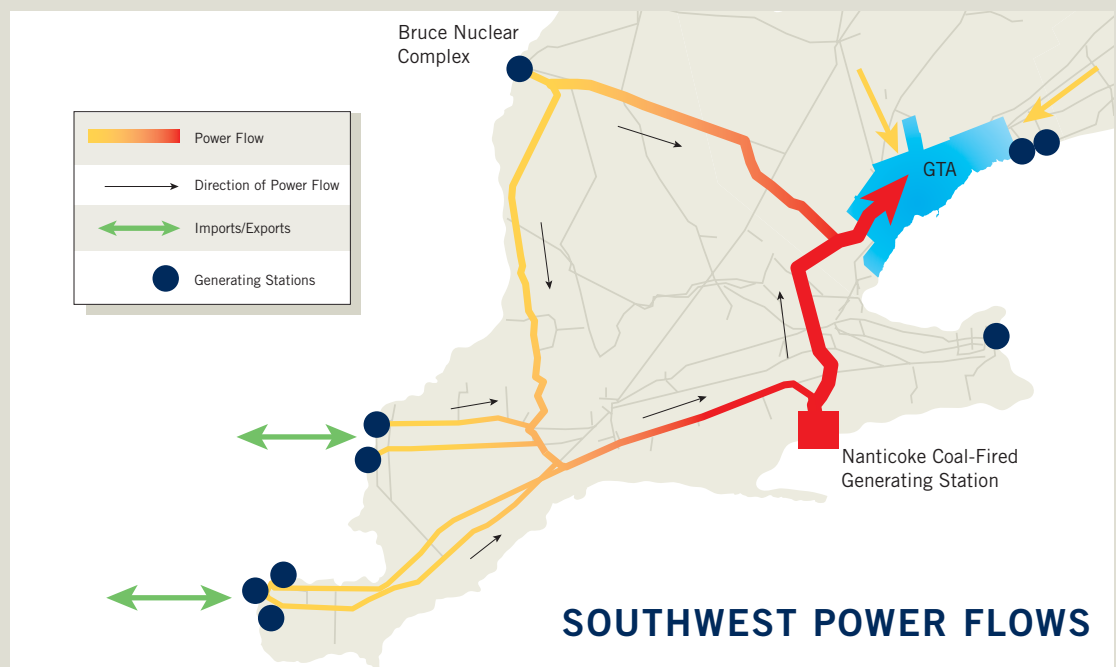 Bruce Nuclear
Complex
Power Flow
Direction of Power Flow
Imports/Exports
Generating Stations
GTA
Nanticoke Coal-Fired
Generating Station
SOUTHWEST POWER FLOWS